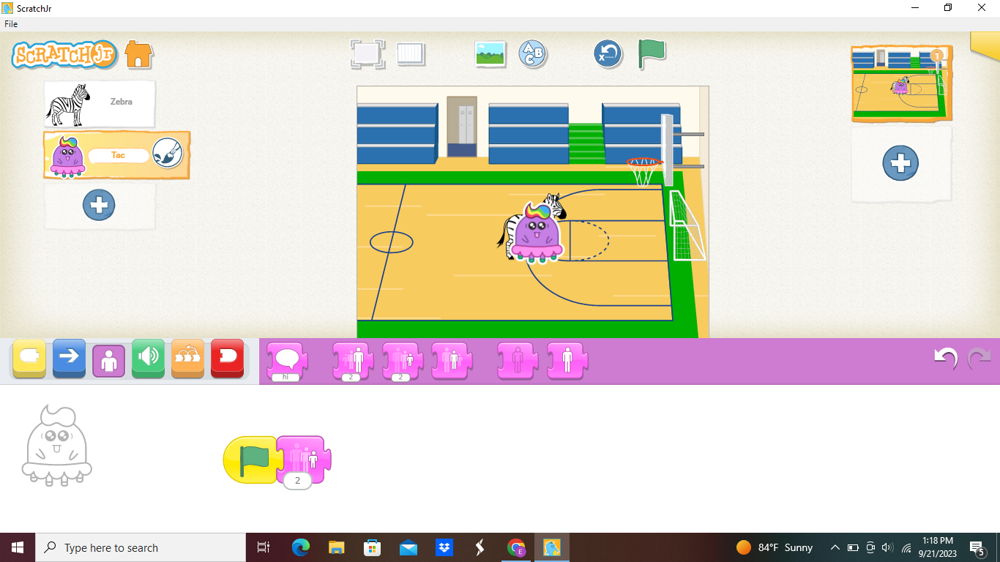 ScratchJr
File
SCRATCHJr
A B
C
x
1
Zebra
Tac
hi
2
2
2
Type here to search
E
84°F Sunny
1:18 PM
9/21/2023
5